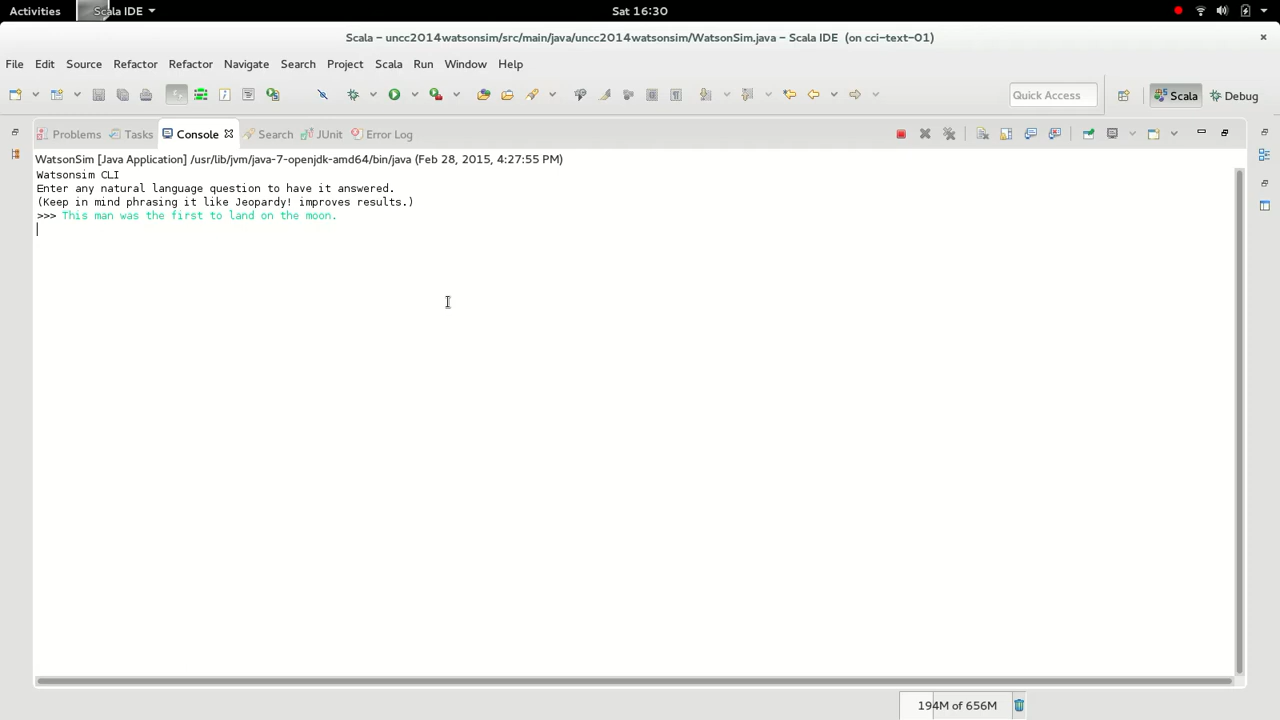 Activities Scala IDE Sat 16:30
Scala – uncc2014watsonsim/src/main/java/uncc2014watsonsim/WatsonSim.java – Scala IDE (on cci-text-01)
File Edit Source Refactor Refactor Navigate Search Project Scala Run Window Help
Quick Access Scala Debug
Problems Tasks Console Search JUnit Error Log
WatsonSim [Java Application] /usr/lib/jvm/java-7-openjdk-amd64/bin/java (Feb 28, 2015, 4:27:55 PM)
Watsonsim CLI
Enter any natural language question to have it answered.
(Keep in mind phrasing it like Jeopardy! improves results.)
>>> This man was the first to land on the moon.
194M of 656M